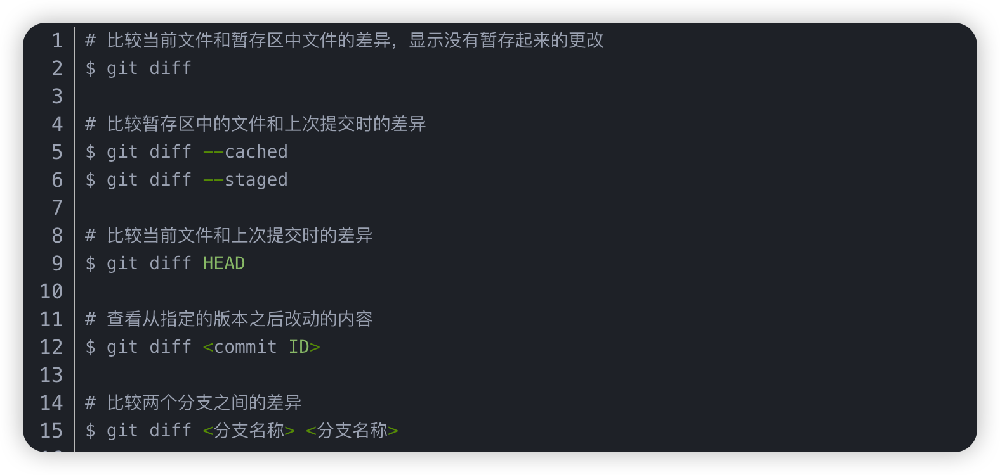 1 # 比较当前文件和暂存区中文件的差异，显示没有暂存起来的更改
2 $ git diff
3
4 # 比较暂存区中的文件和上次提交时的差异
5 $ git diff --cached
6 $ git diff --staged
7
8 # 比较当前文件和上次提交时的差异
9 $ git diff HEAD
10
11 # 查看从指定的版本之后改动的内容
12 $ git diff <commit ID>
13
14 # 比较两个分支之间的差异
15 $ git diff <分支名称> <分支名称>